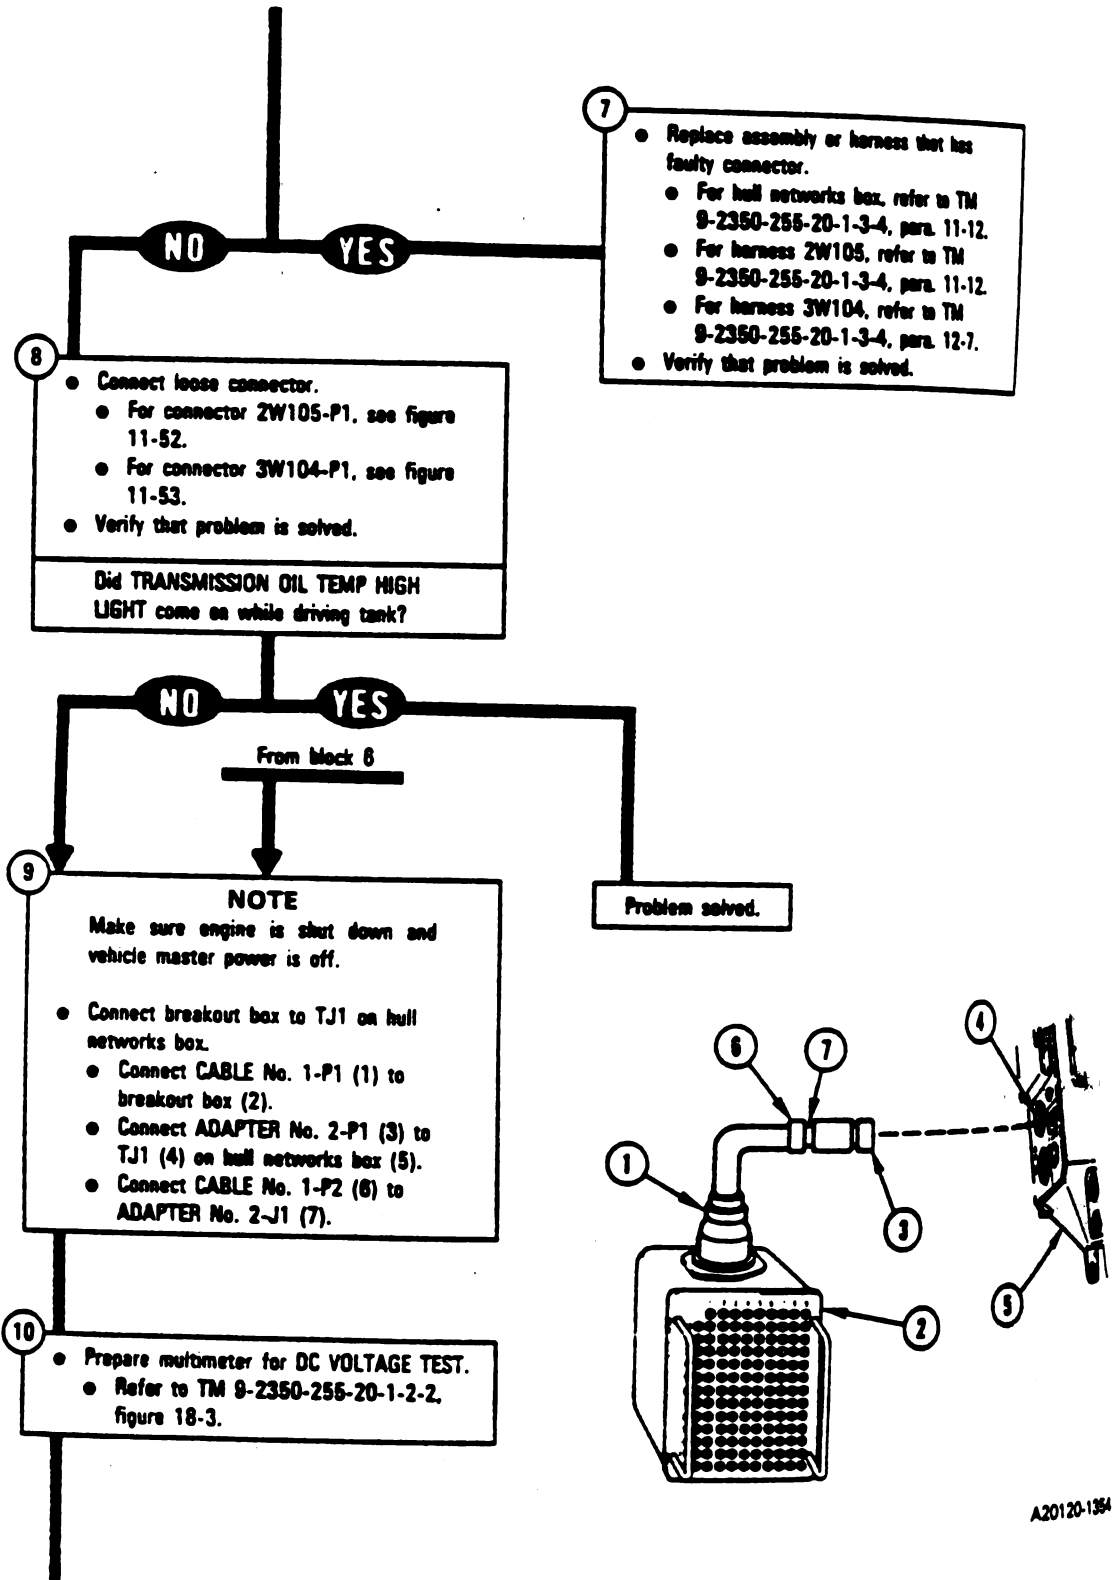 NO
YES
7
● Replace assembly or harness that has
faulty connector.
● For hull networks box, refer to TM
9-2350-255-20-1-3-4, para. 11-12.
● For harness 2W105, refer to TM
9-2350-255-20-1-3-4, para. 11-12.
● For harness 3W104, refer to TM
9-2350-255-20-1-3-4, para. 12-7.
● Verify that problem is solved.
8
● Connect loose connector.
● For connector 2W105-P1, see figure
11-52.
● For connector 3W104-P1, see figure
11-53.
● Verify that problem is solved.
Did TRANSMISSION OIL TEMP HIGH
LIGHT come on while driving tank?
NO
YES
From block 6
Problem solved.
9
NOTE
Make sure engine is shut down and
vehicle master power is off.
● Connect breakout box to TJ1 on hull
networks box.
● Connect CABLE No. 1-P1 (1) to
breakout box (2).
● Connect ADAPTER No. 2-P1 (3) to
TJ1 (4) on hull networks box (5).
● Connect CABLE No. 1-P2 (6) to
ADAPTER No. 2-J1 (7).
10
● Prepare multimeter for DC VOLTAGE TEST.
● Refer to TM 9-2350-255-20-1-2-2,
figure 18-3.
6
7
4
1
3
5
2
A20120-1354